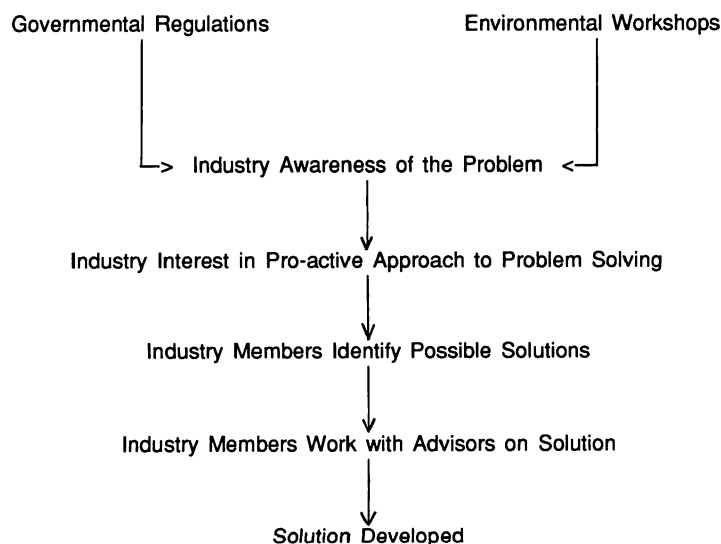 Governmental Regulations
Environmental Workshops
Industry Awareness of the Problem
Industry Interest in Pro-active Approach to Problem Solving
Industry Members Identify Possible Solutions
Industry Members Work with Advisors on Solution
Solution Developed